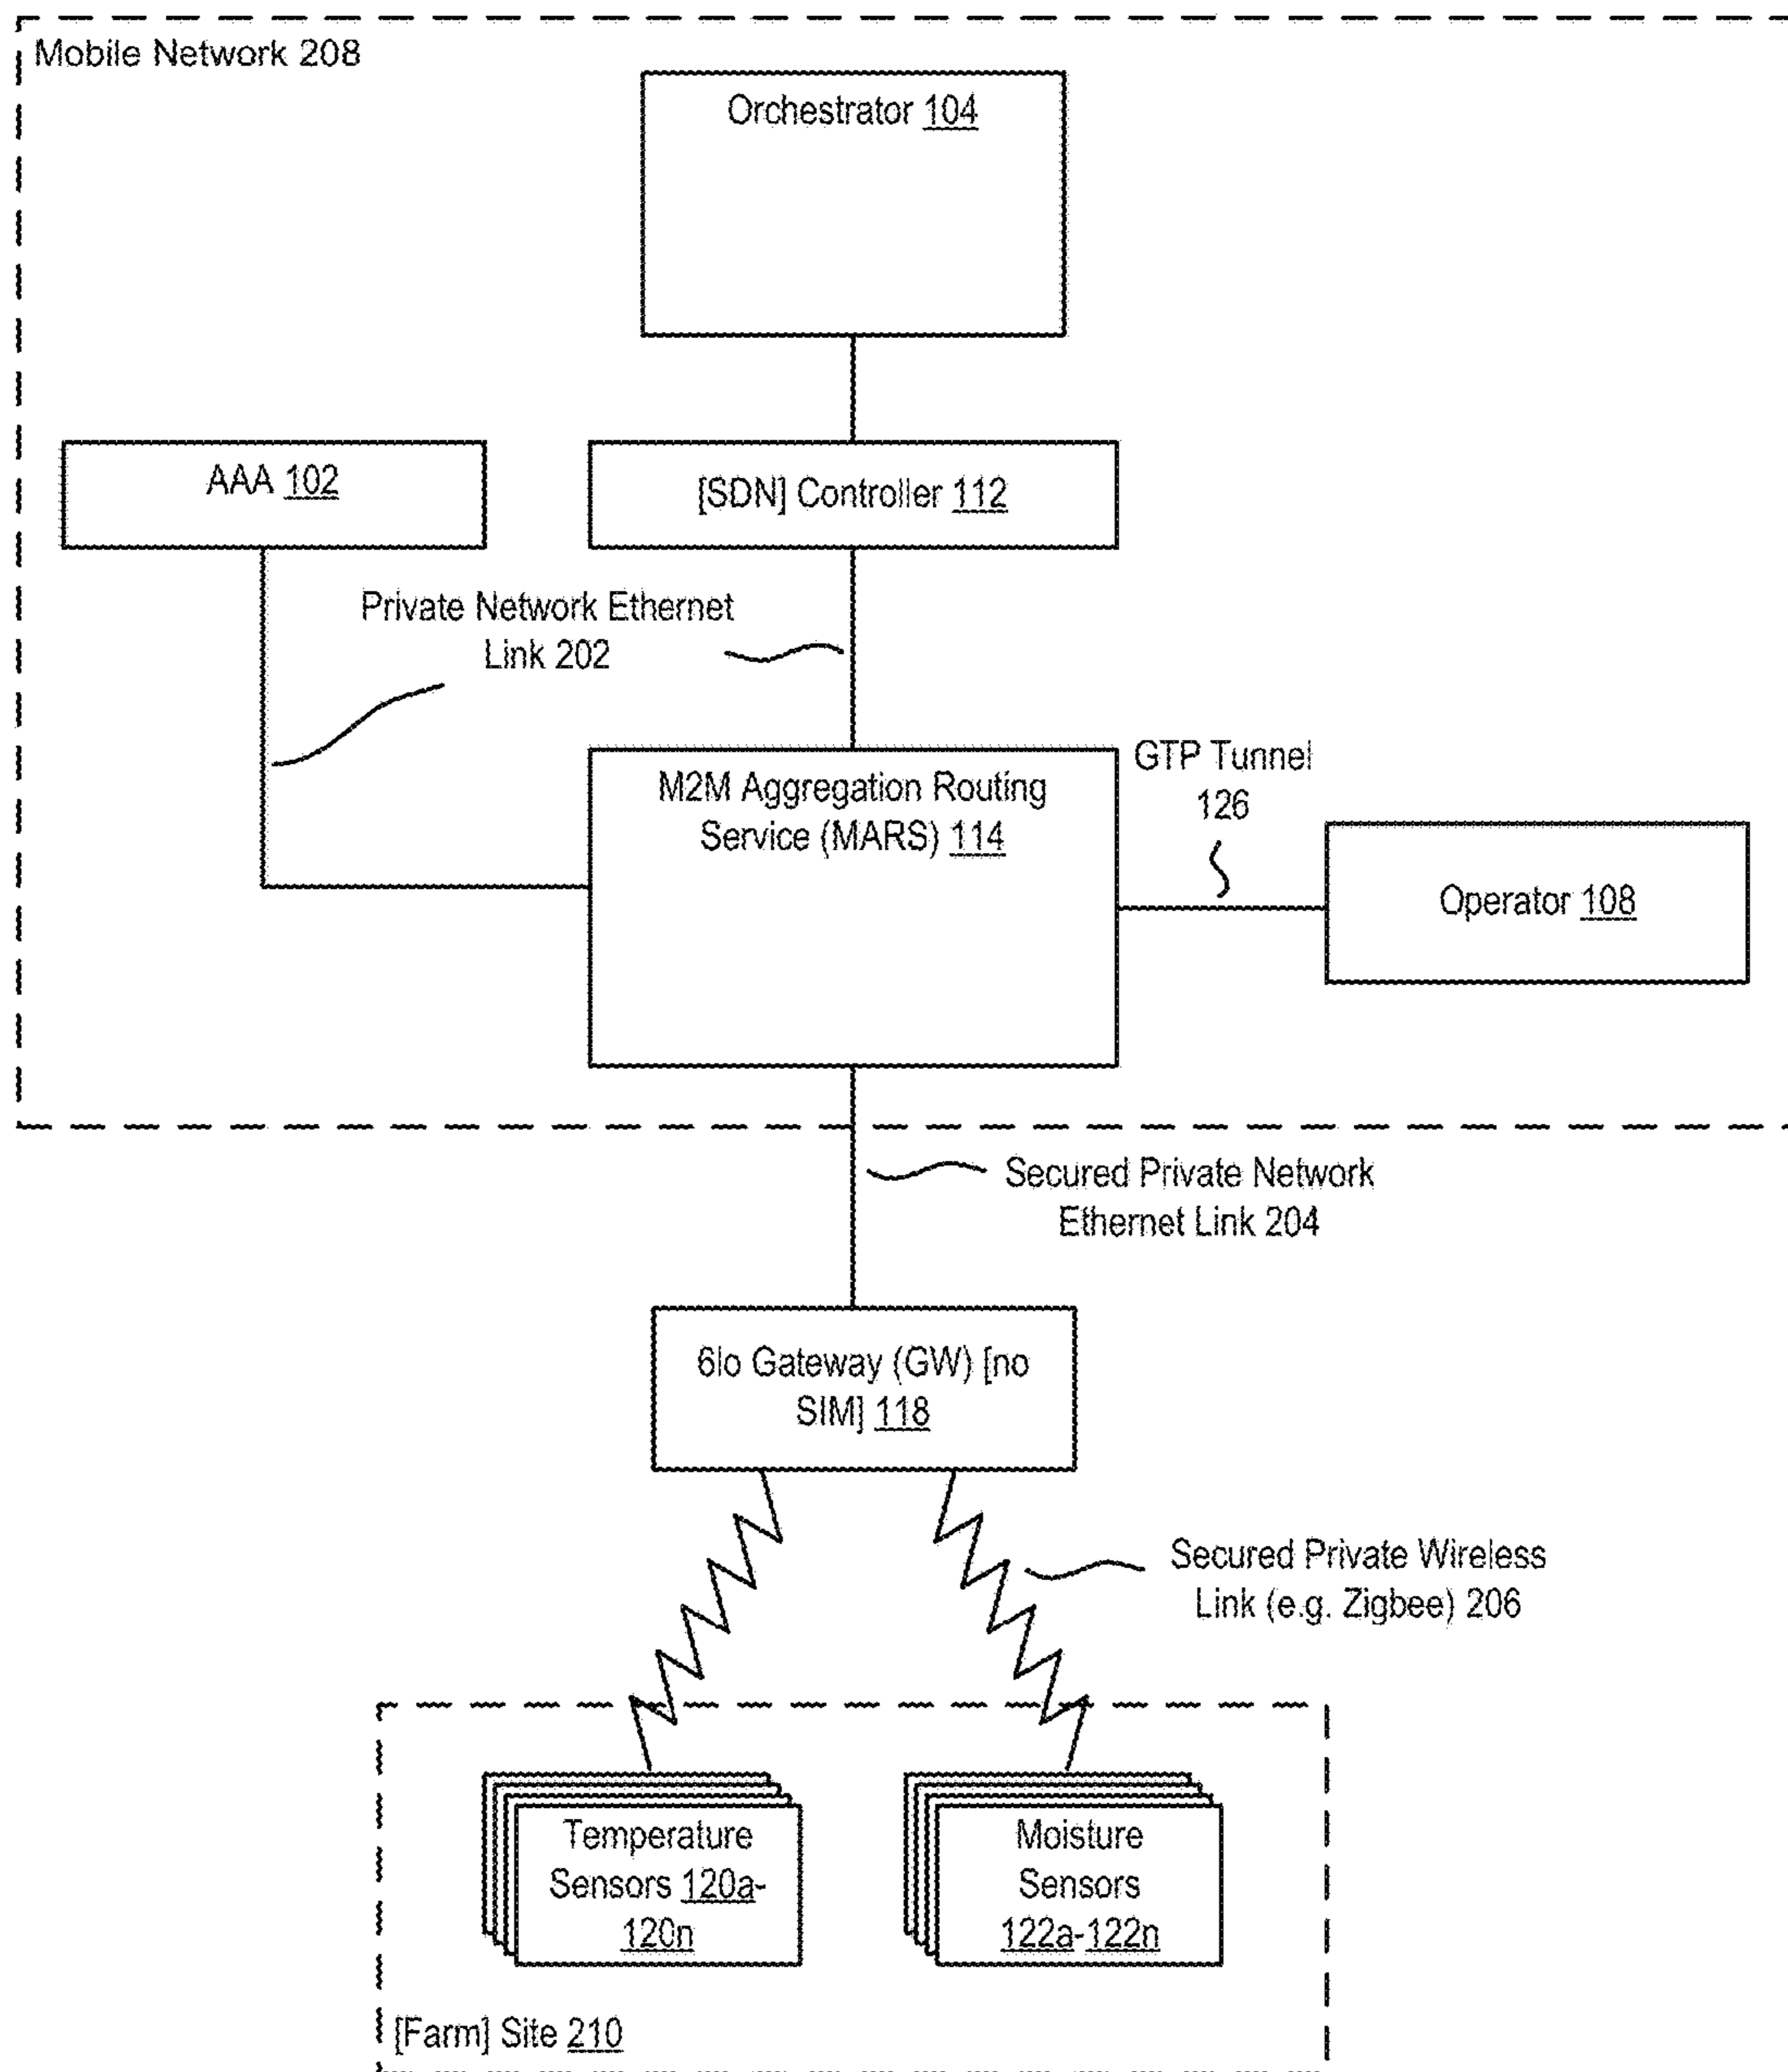 Mobile Network 208
Orchestrator 104
AAA 102
[SDN] Controller 112
Private Network Ethernet
Link 202
M2M Aggregation Routing
Service (MARS) 114
GTP Tunnel
126
Operator 108
Secured Private Network
Ethernet Link 204
6lo Gateway (GW) [no
SIM] 118
Secured Private Wireless
Link (e.g. Zigbee) 206
Temperature
Sensors 120a-
120n
Moisture
Sensors
122a-122n
[Farm] Site 210